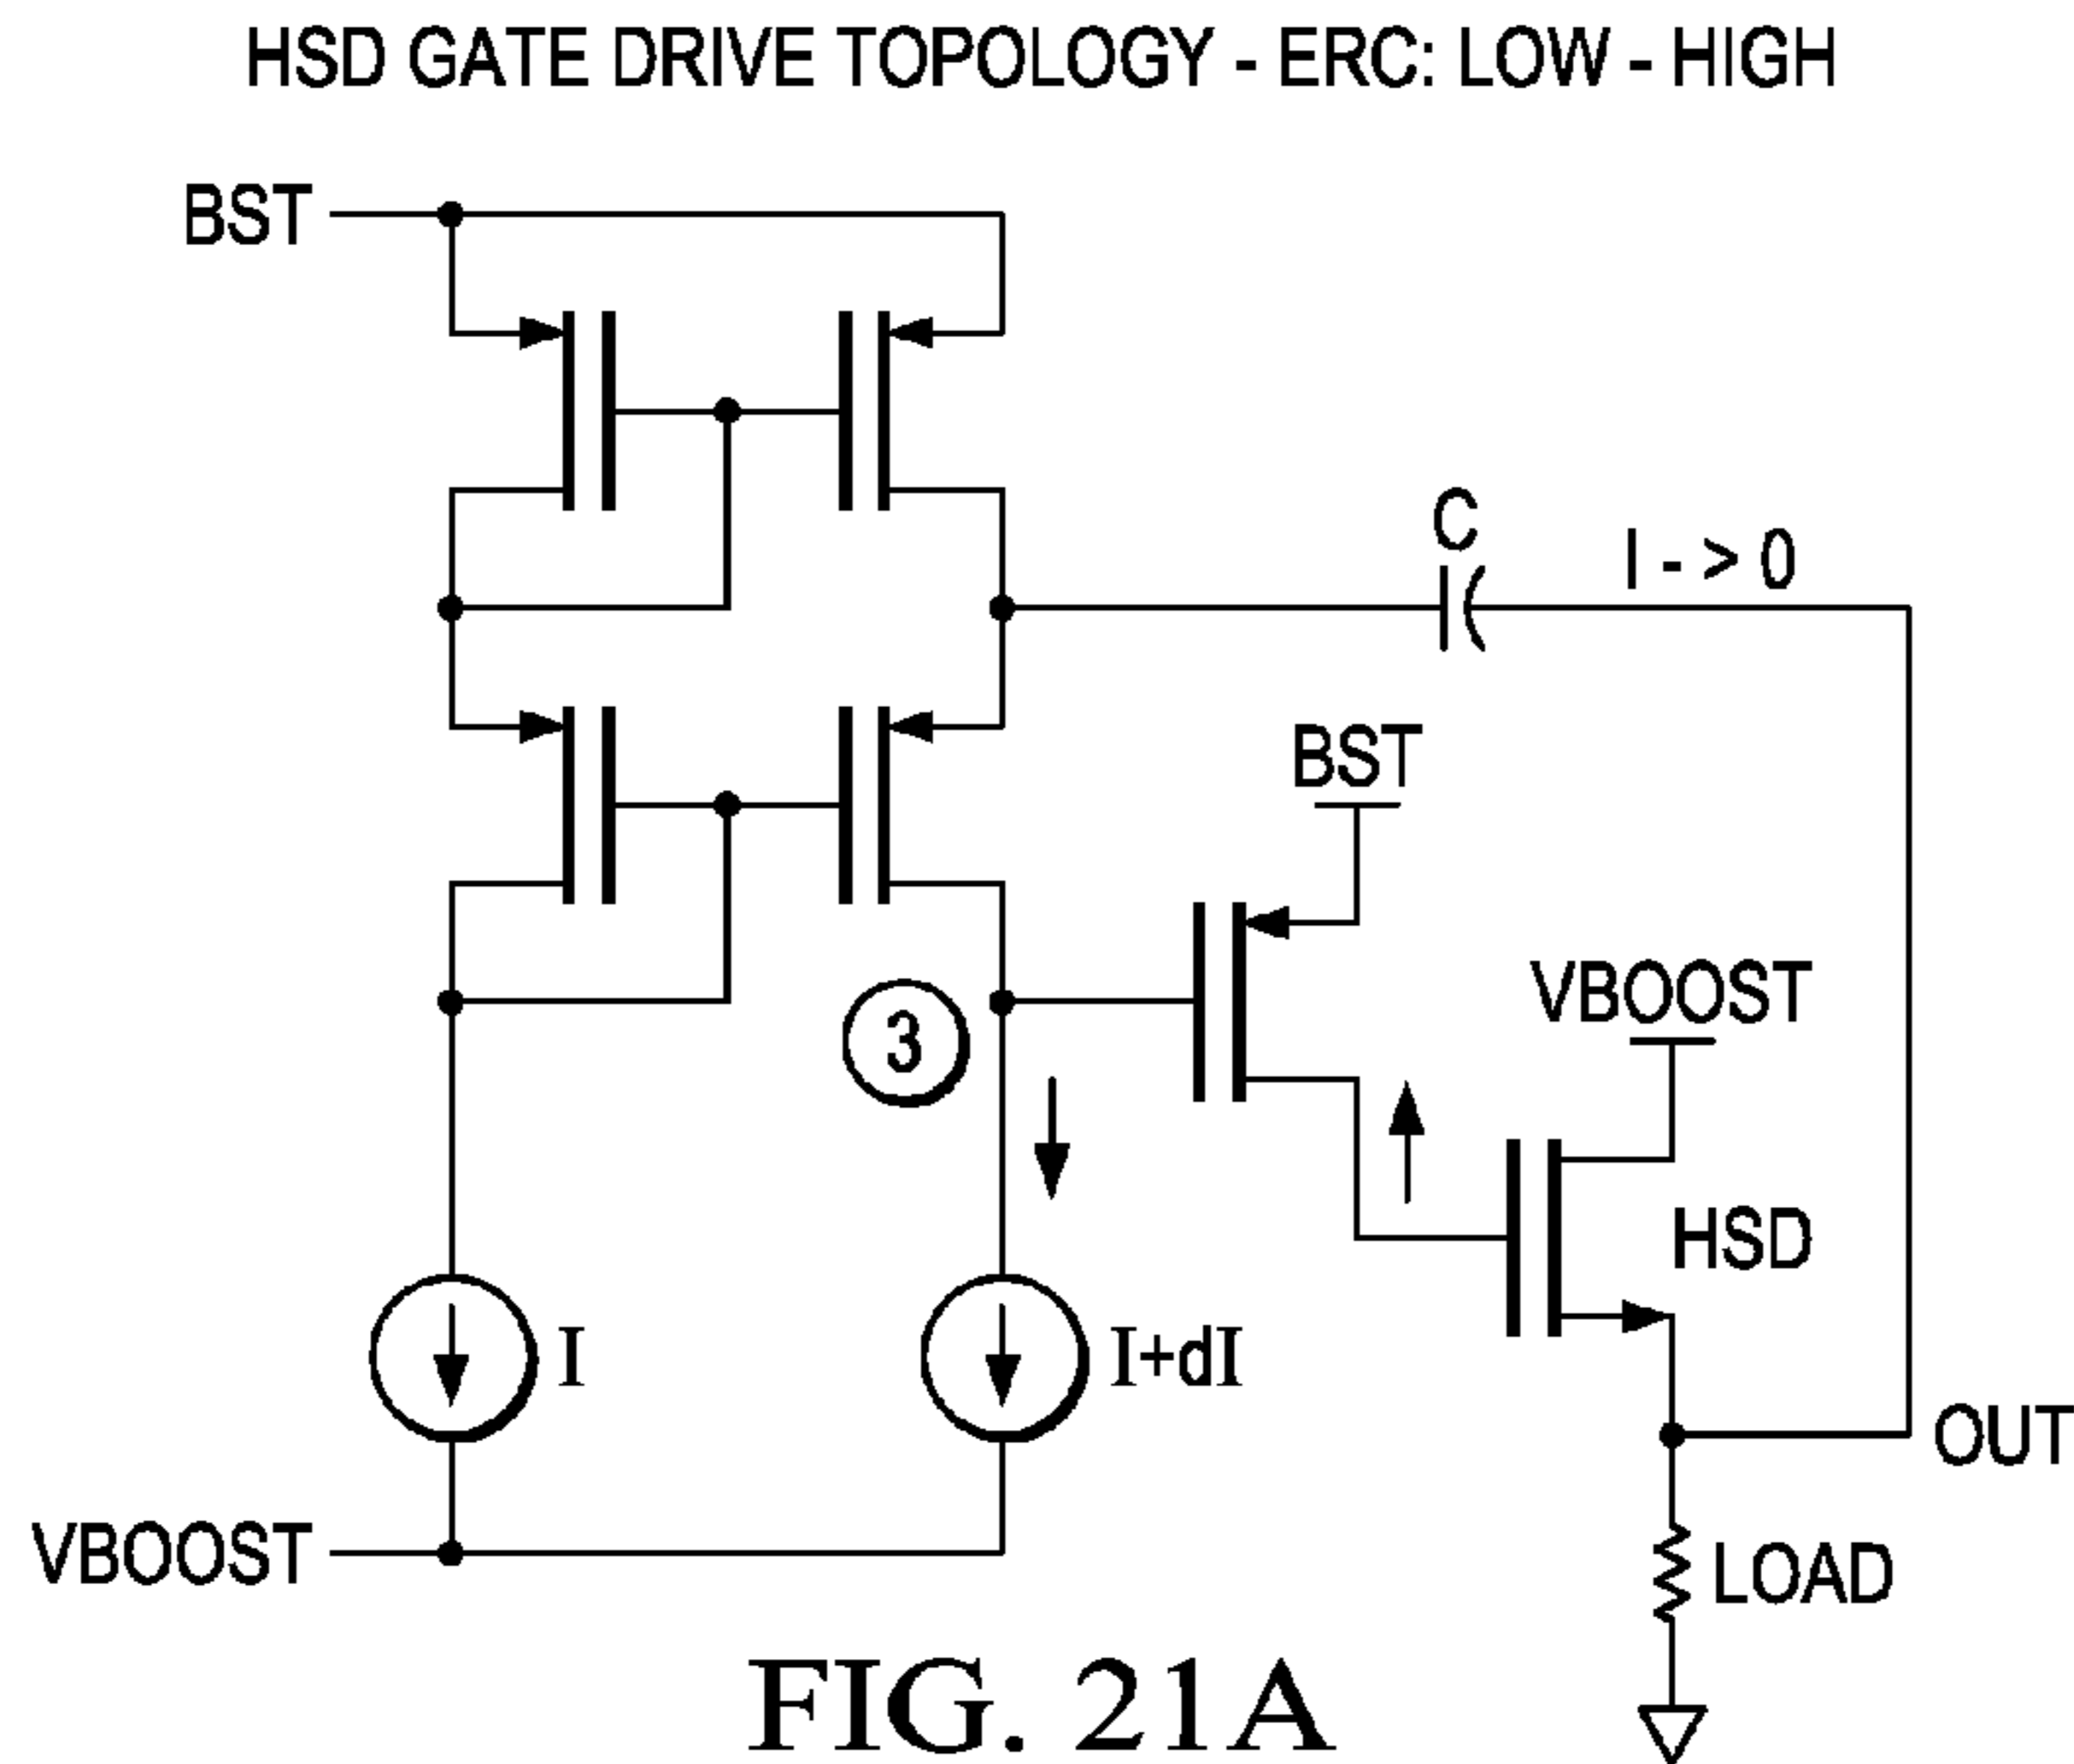 HSD GATE DRIVE TOPOLOGY - ERC: LOW - HIGH
BST
C
I - > 0
BST
VBOOST
3
HSD
I
I+dI
OUT
VBOOST
LOAD
FIG. 21A